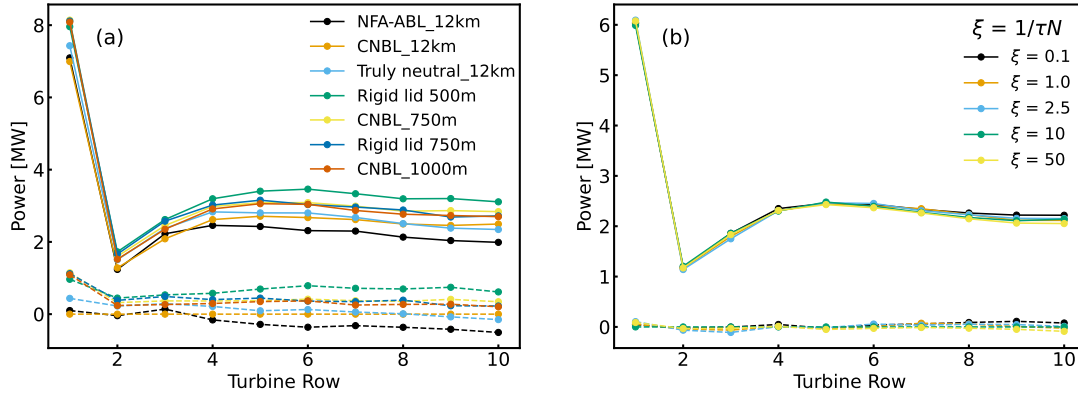 (a)
NFA-ABL_12km
CNBL_12km
Truly neutral_12km
Rigid lid 500m
CNBL_750m
Rigid lid 750m
CNBL_1000m
Power [MW]
8
6
4
2
0
2
4
6
8
10
Turbine Row
(b)
ξ = 1/τN
ξ = 0.1
ξ = 1.0
ξ = 2.5
ξ = 10
ξ = 50
Power [MW]
6
5
4
3
2
1
0
2
4
6
8
10
Turbine Row